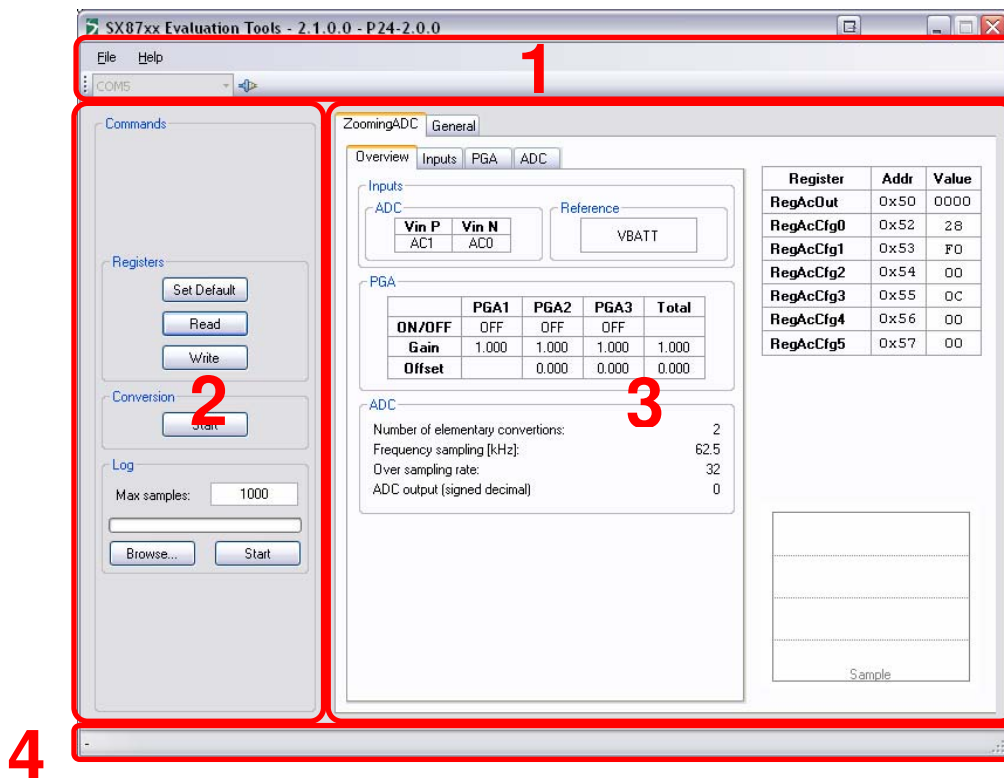 SX87xx Evaluation Tools - 2.1.0.0 - P24-2.0.0
File Help
1
COM5
Commands
Registers
Set Default
Read
Write
2
Conversion
Start
Log
Max samples: 1000
Browse... Start
ZoomingADC General
Overview Inputs PGA ADC
Inputs
ADC
Vin P Vin N
AC1 AC0
Reference
VBATT
PGA
PGA1 PGA2 PGA3 Total
ON/OFF OFF OFF OFF
Gain 1.000 1.000 1.000 1.000
Offset 0.000 0.000 0.000
3
ADC
Number of elementary convertions: 2
Frequency sampling [kHz]: 62.5
Over sampling rate: 32
ADC output (signed decimal) 0
Register Addr Value
RegAcOut 0x50 0000
RegAcCfg0 0x52 28
RegAcCfg1 0x53 F0
RegAcCfg2 0x54 00
RegAcCfg3 0x55 0C
RegAcCfg4 0x56 00
RegAcCfg5 0x57 00
Sample
4
-